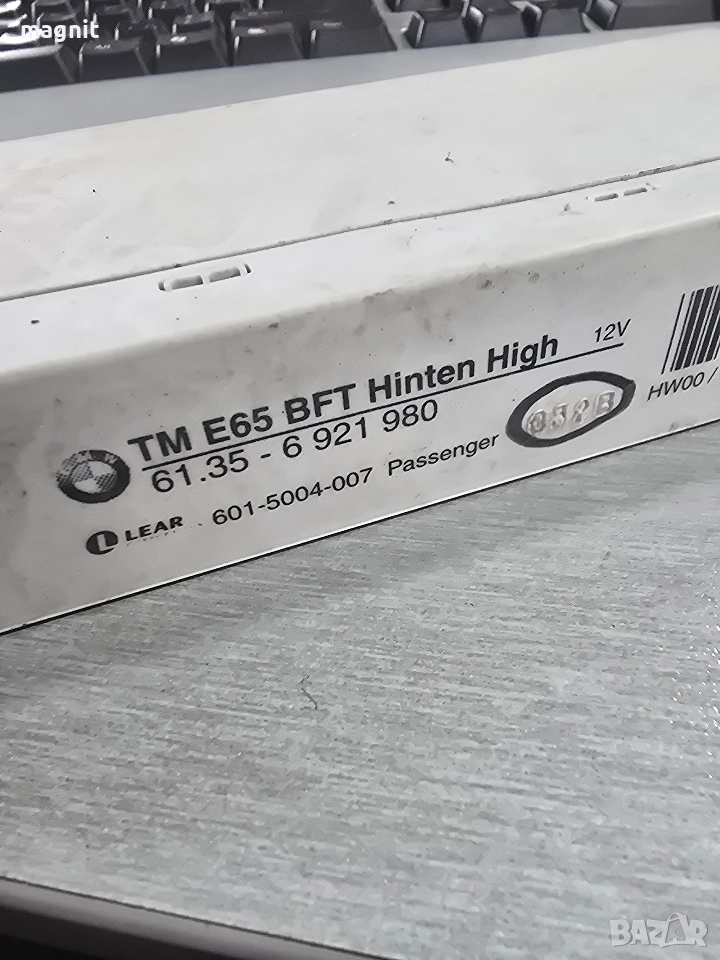 magnit
TM E65 BFT Hinten High 12V
61.35 - 6 921 980
LEAR 601-5004-007 Passenger
HW00 /
BAZAR